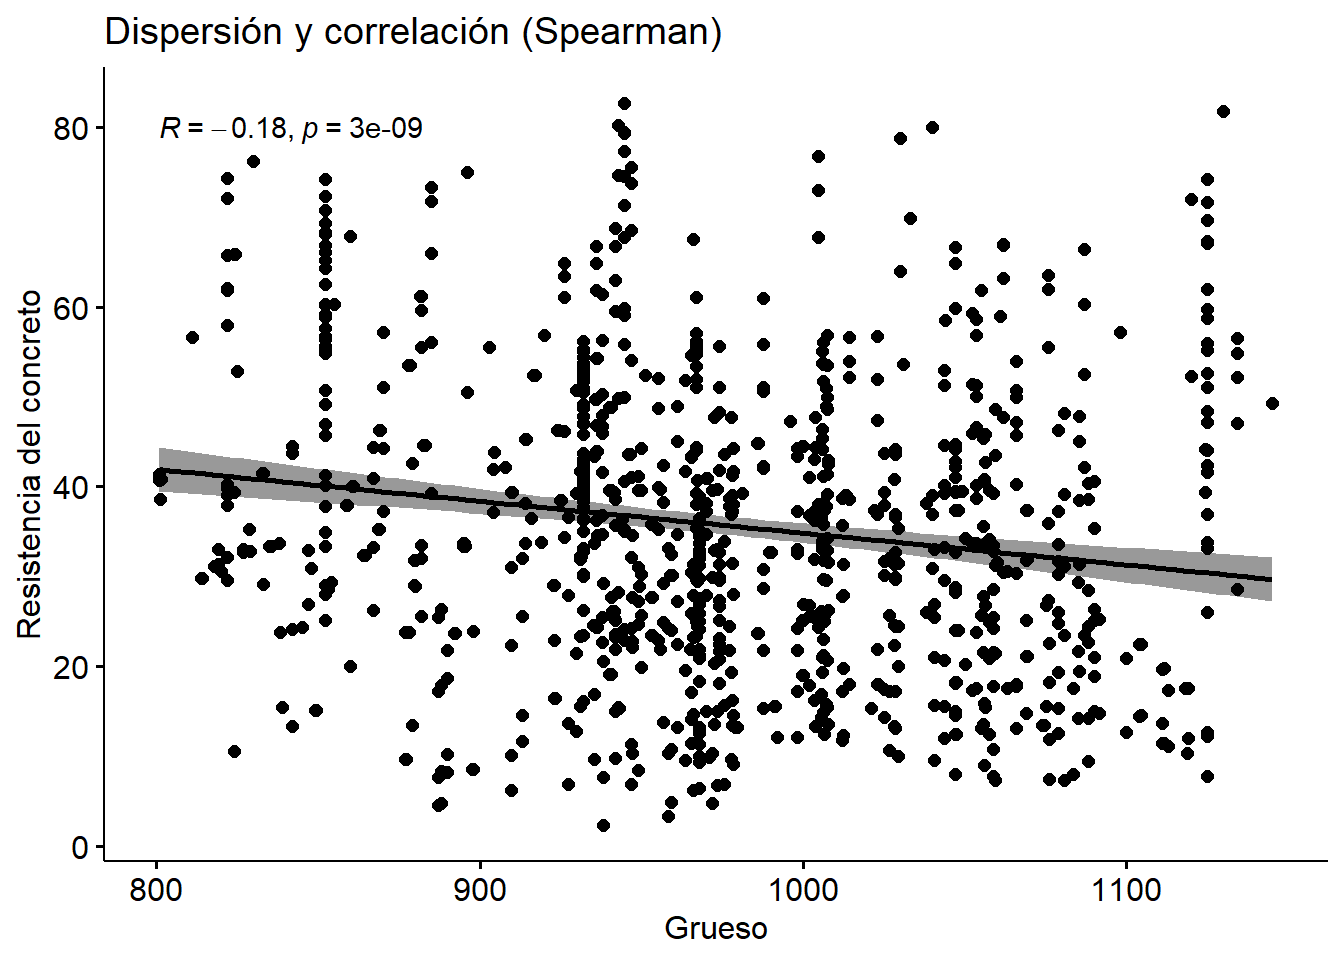 Dispersión y correlación (Spearman)
R = −0.18, p = 3e-09
80
60
40
20
0
Resistencia del concreto
800 900 1000 1100
Grueso